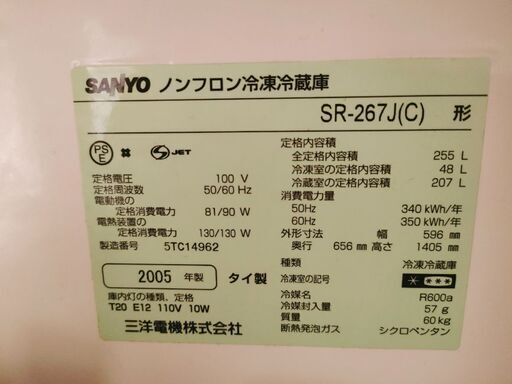 SANYO ノンフロン冷凍冷蔵庫
SR-267J(C) 形
PS
E
S JET
定格電圧 100 V
定格周波数 50/60 Hz
電動機の
定格消費電力 81/90 W
電熱装置の
定格消費電力 130/130 W
製造番号 5TC14962
2005 年製 タイ製
庫内灯の種類、定格
T20 E12 110V 10W
三洋電機株式会社
定格内容積
全定格内容積 255 L
冷凍室の定格内容積 48 L
冷蔵室の定格内容積 207 L
消費電力量
50Hz 340 kWh/年
60Hz 350 kWh/年
外形寸法 幅 596 mm
奥行 656 mm 高さ 1405 mm
種類 冷凍冷蔵庫
冷凍室の記号
冷媒名 R600a
冷媒封入量 57 g
質量 60 kg
断熱発泡ガス シクロペンタン